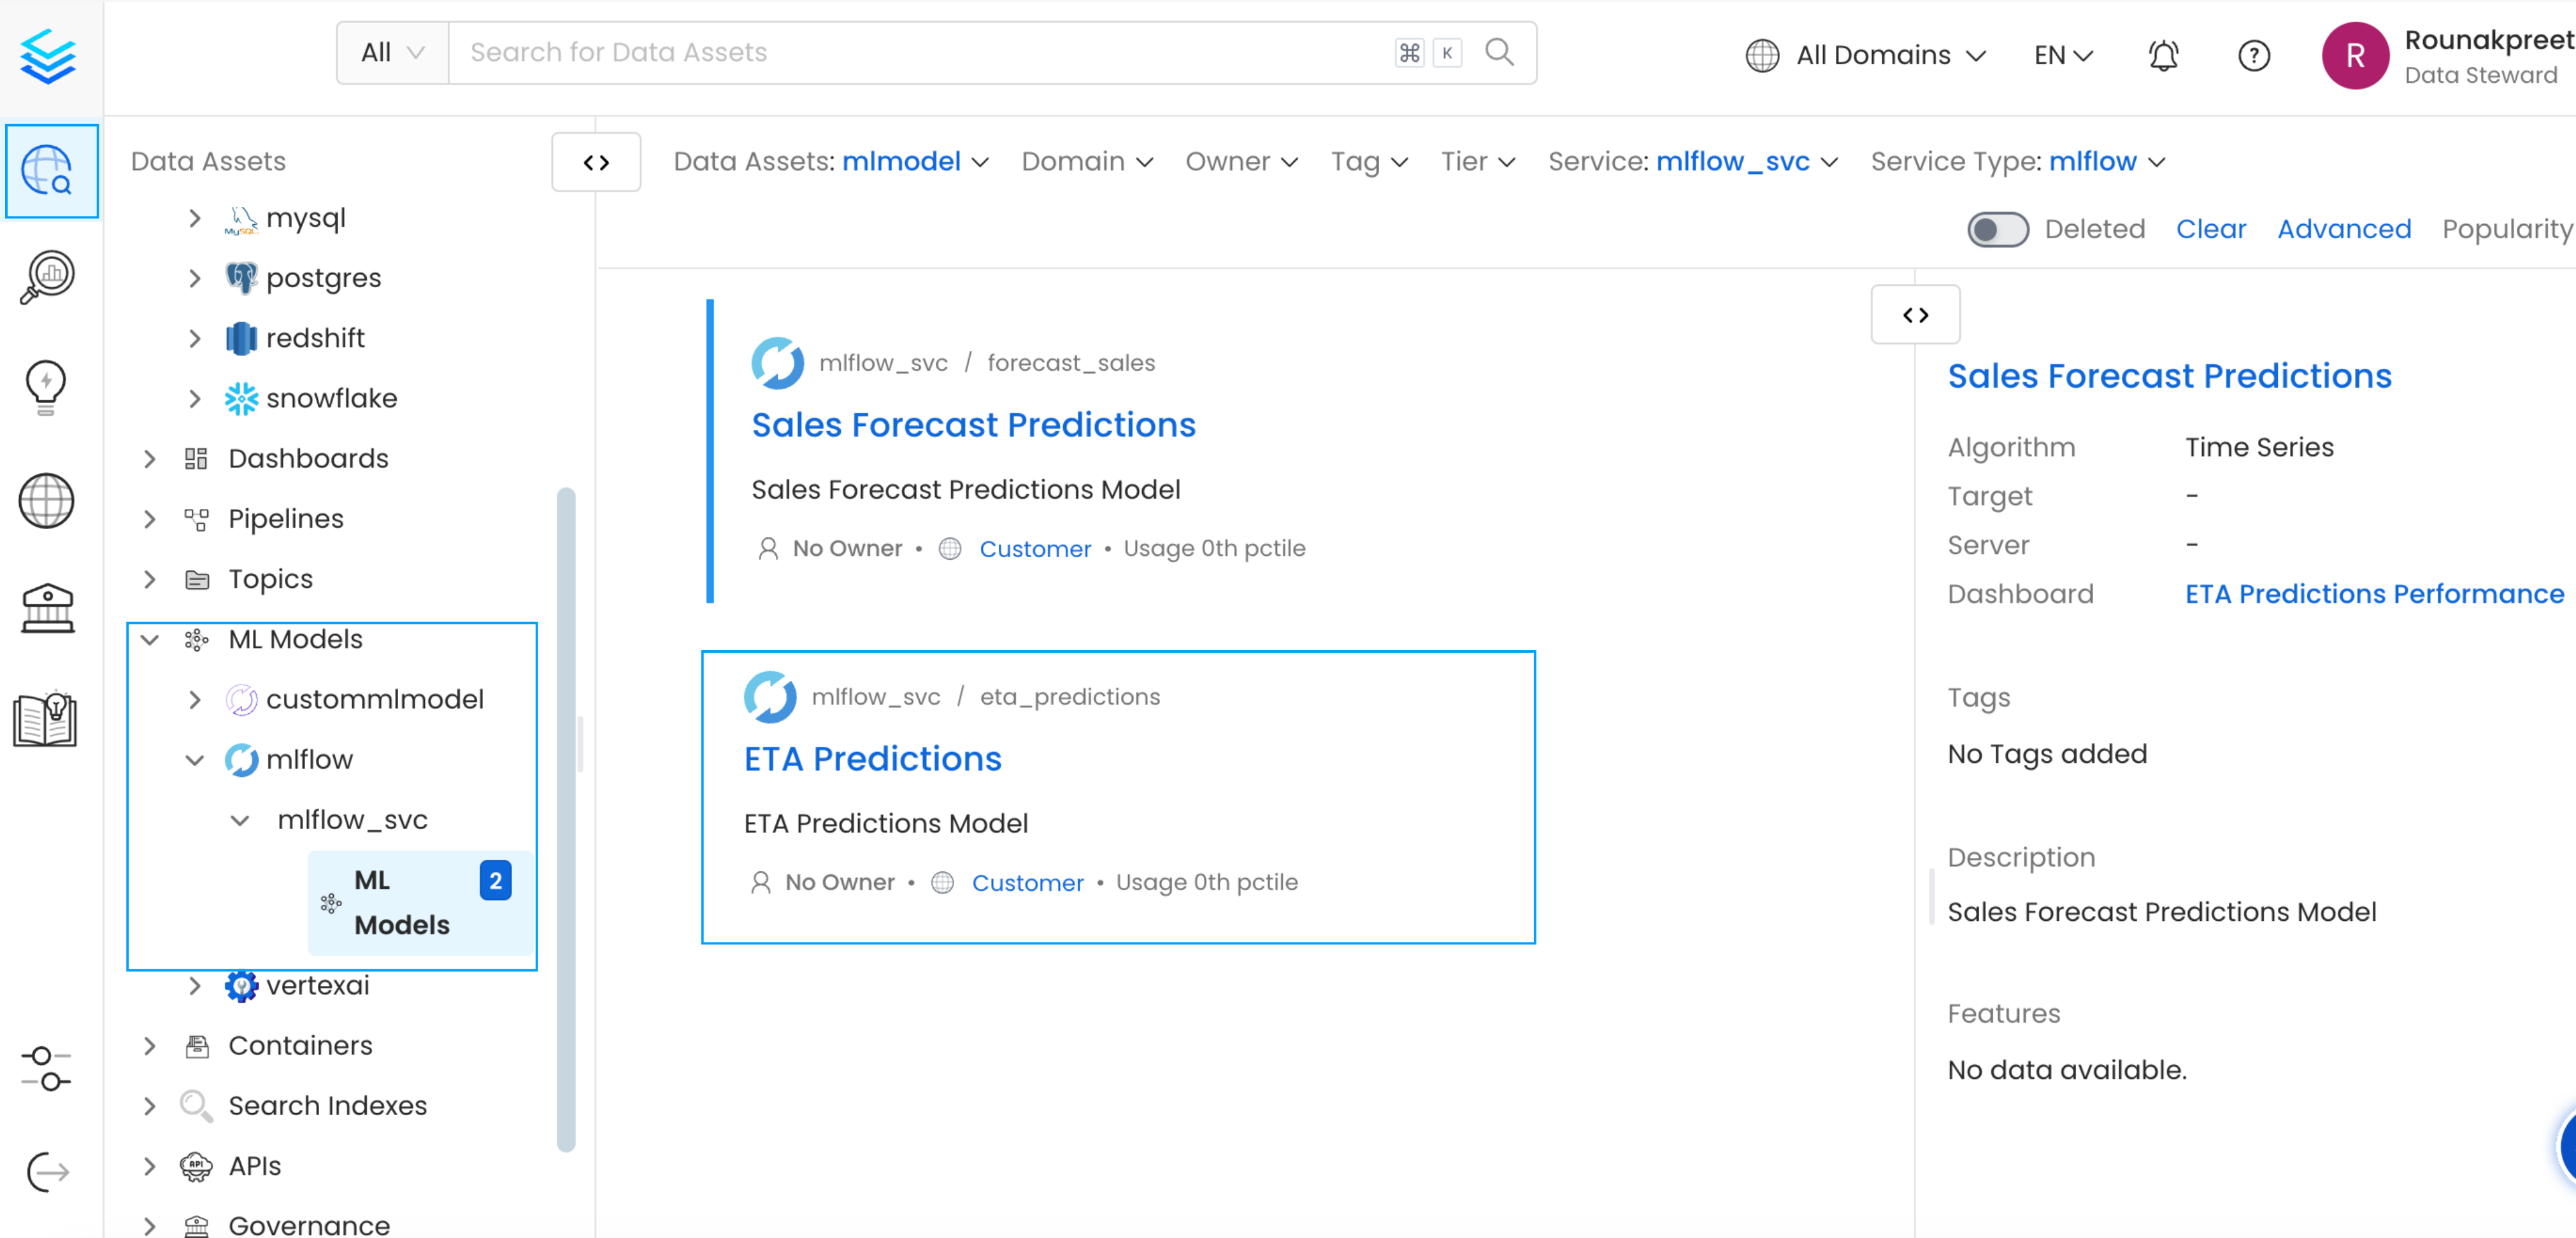 All
Search for Data Assets
⌘ K
All Domains
EN
R
Rounakpreet
Data Steward
Data Assets
mysql
postgres
redshift
snowflake
Dashboards
Pipelines
Topics
ML Models
custommlmodel
mlflow
mlflow_svc
ML
Models
2
vertexai
Containers
Search Indexes
APIs
Governance
Data Assets: mlmodel
Domain
Owner
Tag
Tier
Service: mlflow_svc
Service Type: mlflow
Deleted
Clear
Advanced
Popularity
mlflow_svc / forecast_sales
Sales Forecast Predictions
Sales Forecast Predictions Model
No Owner • Customer • Usage 0th pctile
mlflow_svc / eta_predictions
ETA Predictions
ETA Predictions Model
No Owner • Customer • Usage 0th pctile
Sales Forecast Predictions
Algorithm Time Series
Target -
Server -
Dashboard ETA Predictions Performance
Tags
No Tags added
Description
Sales Forecast Predictions Model
Features
No data available.